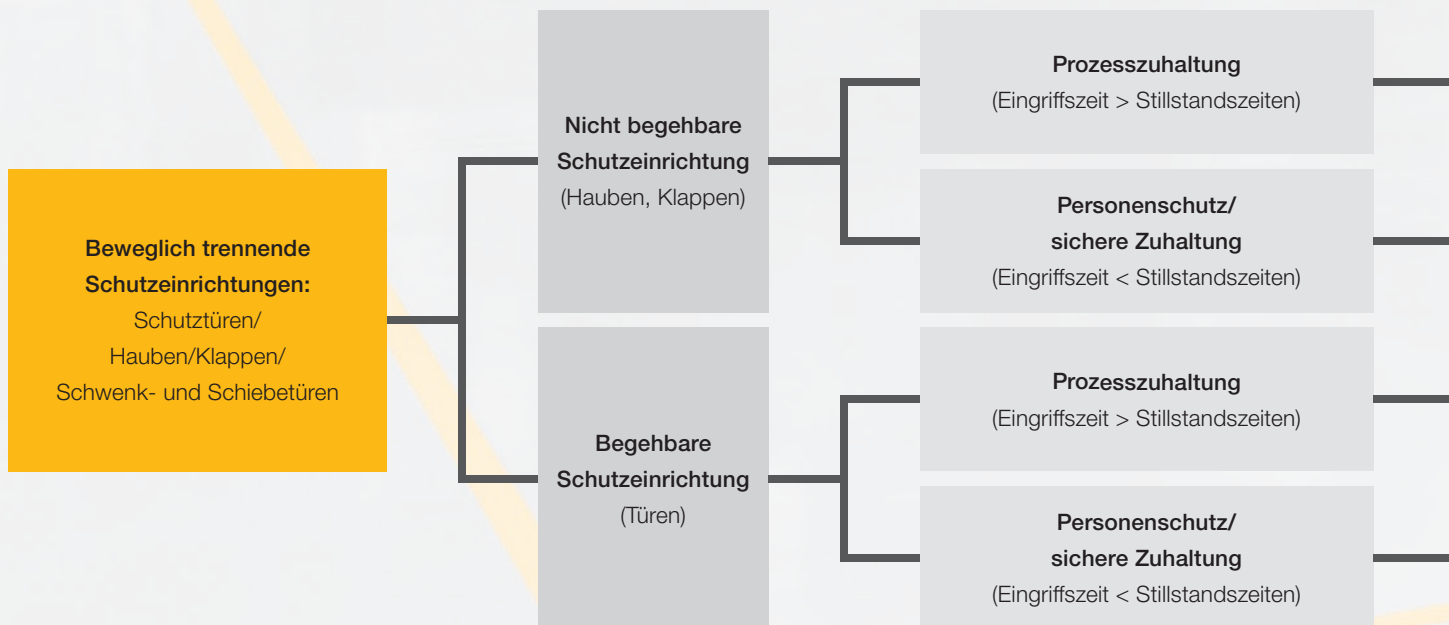 Beweglich trennende
Schutzeinrichtungen:
Schutztüren/
Hauben/Klappen/
Schwenk- und Schiebetüren
Nicht begehbare
Schutzeinrichtung
(Hauben, Klappen)
Prozesszuhaltung
(Eingriffszeit > Stillstandszeiten)
Personenschutz/
sichere Zuhaltung
(Eingriffszeit < Stillstandszeiten)
Begehbare
Schutzeinrichtung
(Türen)
Prozesszuhaltung
(Eingriffszeit > Stillstandszeiten)
Personenschutz/
sichere Zuhaltung
(Eingriffszeit < Stillstandszeiten)